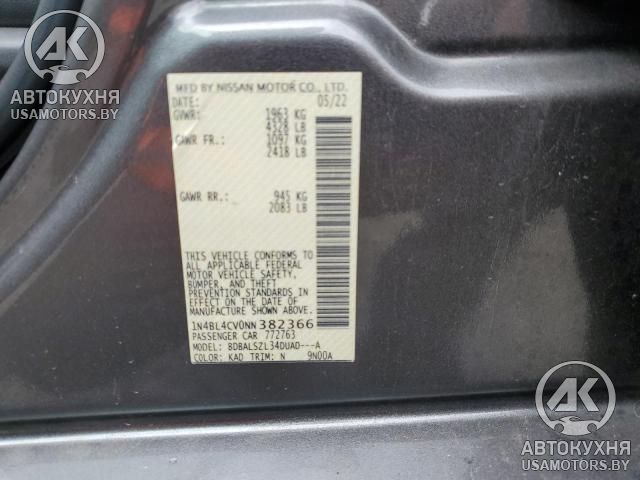 AK
АВТОКУХНЯ
USAMOTORS.BY
MFD BY NISSAN MOTOR CO., LTD.
DATE: 05/22
GVWR: 1963 KG
4328 LB
GAWR FR.: 1097 KG
2418 LB
GAWR RR.: 945 KG
2083 LB
THIS VEHICLE CONFORMS TO
ALL APPLICABLE FEDERAL
MOTOR VEHICLE SAFETY,
BUMPER, AND THEFT
PREVENTION STANDARDS IN
EFFECT ON THE DATE OF
MANUFACTURE SHOWN ABOVE.
1N4BL4CV0NN382366
PASSENGER CAR 772763
MODEL: BDBALSZL34DUAD---A
COLOR: KAD TRIM: N 9N00A
AK
АВТОКУХНЯ
USAMOTORS.BY